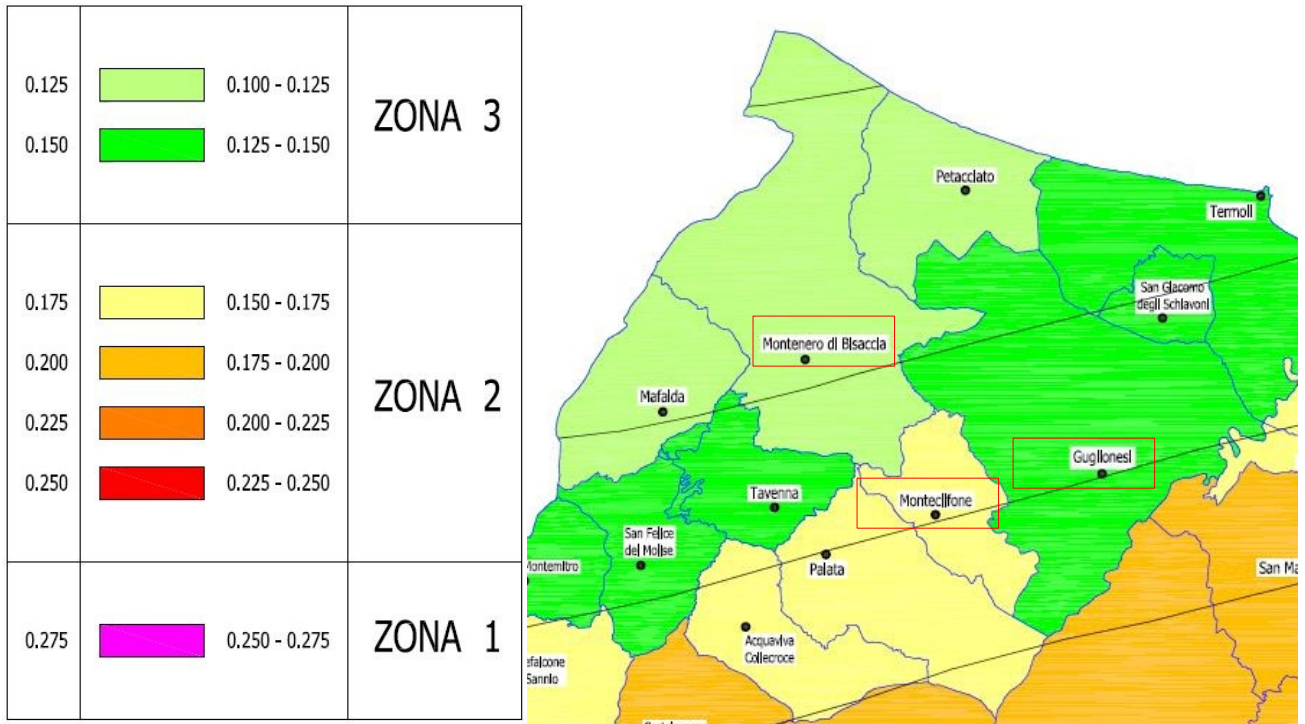 0.125
0.100 - 0.125
0.150
0.125 - 0.150
ZONA 3
0.175
0.150 - 0.175
0.200
0.175 - 0.200
0.225
0.200 - 0.225
0.250
0.225 - 0.250
ZONA 2
0.275
0.250 - 0.275
ZONA 1
Petacciato
Termoli
San Giacomo
degli Schiavoni
Montenero di Bisaccia
Mafalda
Guglionesi
Tavenna
Montecilfone
San Felice
del Molise
Palata
Montemitro
San Ma
Acquaviva
Collecroce
efalcone
Sannio